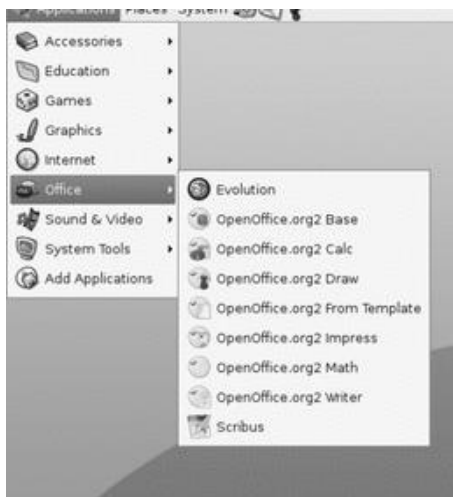 Applications Places System
Accessories
Education
Games
Graphics
Internet
Office
Sound & Video
System Tools
Add Applications
Evolution
OpenOffice.org2 Base
OpenOffice.org2 Calc
OpenOffice.org2 Draw
OpenOffice.org2 From Template
OpenOffice.org2 Impress
OpenOffice.org2 Math
OpenOffice.org2 Writer
Scribus